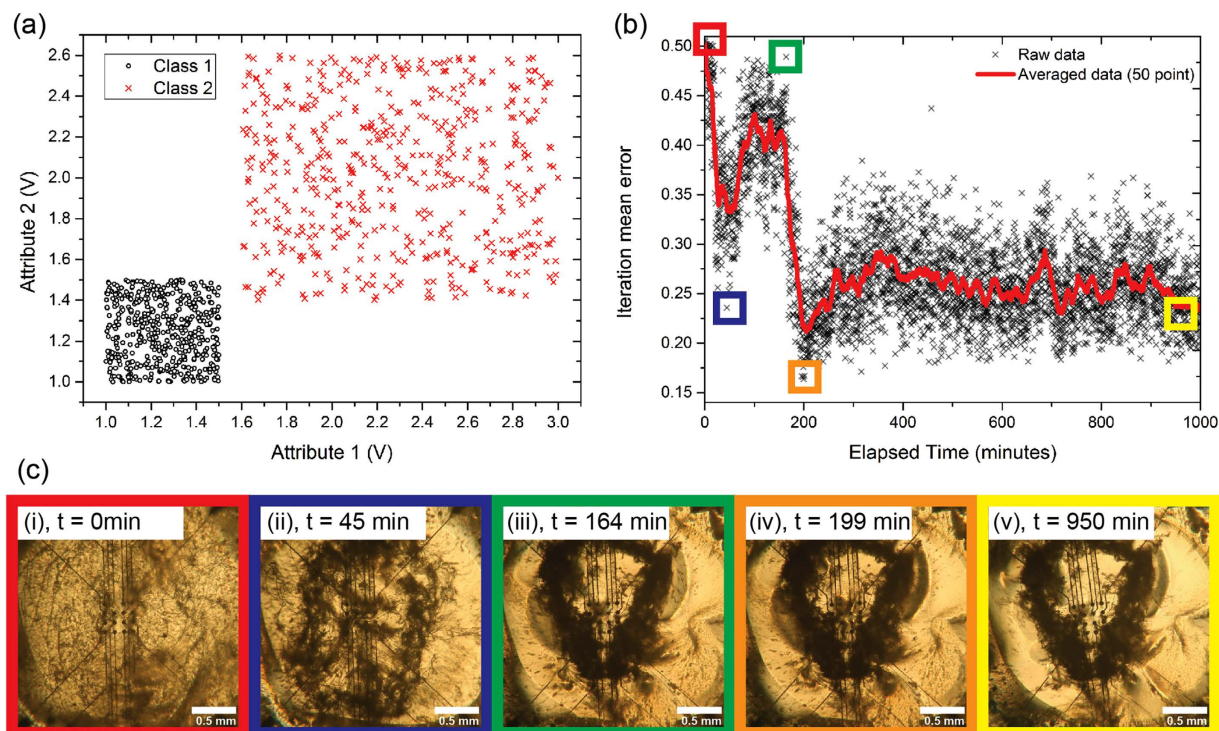 (a)
Class 1
Class 2
2.6
2.4
2.2
2.0
1.8
1.6
1.4
1.2
1.0
Attribute 2 (V)
1.0 1.2 1.4 1.6 1.8 2.0 2.2 2.4 2.6 2.8 3.0
Attribute 1 (V)
(b)
Raw data
Averaged data (50 point)
0.50
0.45
0.40
0.35
0.30
0.25
0.20
0.15
Iteration mean error
0 200 400 600 800 1000
Elapsed Time (minutes)
(c)
(i), t = 0min
0.5 mm
(ii), t = 45 min
0.5 mm
(iii), t = 164 min
0.5 mm
(iv), t = 199 min
0.5 mm
(v), t = 950 min
0.5 mm